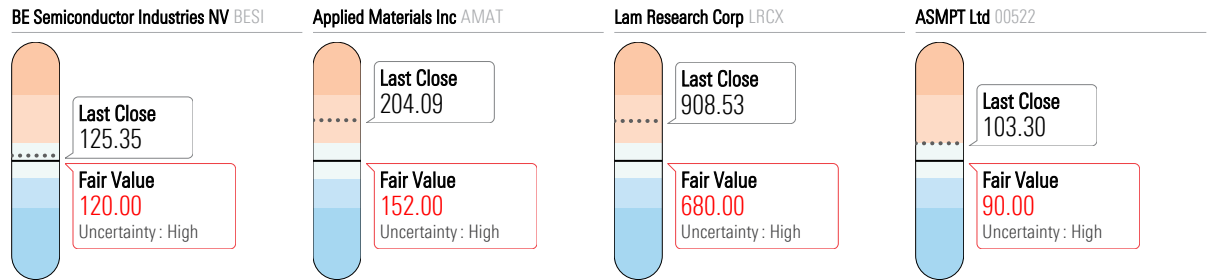 BE Semiconductor Industries NV BESI
Last Close
125.35
Fair Value
120.00
Uncertainty : High
Applied Materials Inc AMAT
Last Close
204.09
Fair Value
152.00
Uncertainty : High
Lam Research Corp LRCX
Last Close
908.53
Fair Value
680.00
Uncertainty : High
ASMPT Ltd 00522
Last Close
103.30
Fair Value
90.00
Uncertainty : High